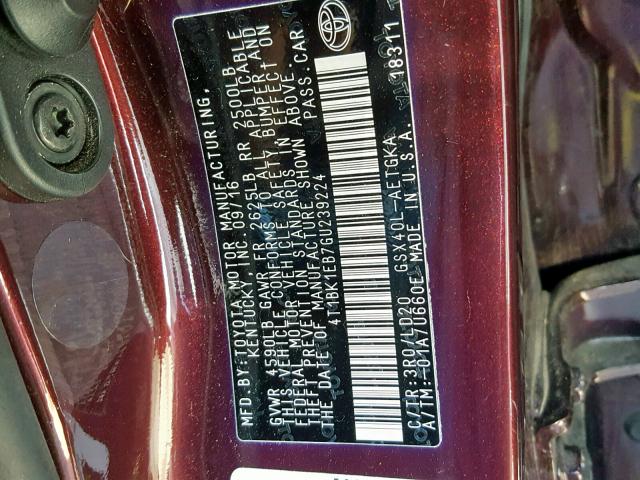 MFD.BY:TOYOTA MOTOR MANUFACTURING,
KENTUCKY, INC. 09/16
GVWR 4590LB GAWR FR 2625LB RR 2500LB
THIS VEHICLE CONFORMS TO ALL APPLICABLE
FEDERAL MOTOR VEHICLE SAFETY, BUMPER, AND
THEFT PREVENTION STANDARDS IN EFFECT ON
THE DATE OF MANUFACTURE SHOWN ABOVE.
4T1BK1EB7GU239224 PASS. CAR
C/TR:3R0/LD20 GSX40L-AETGKA
A/TM:-01A/U660E MADE IN U.S.A. 18311